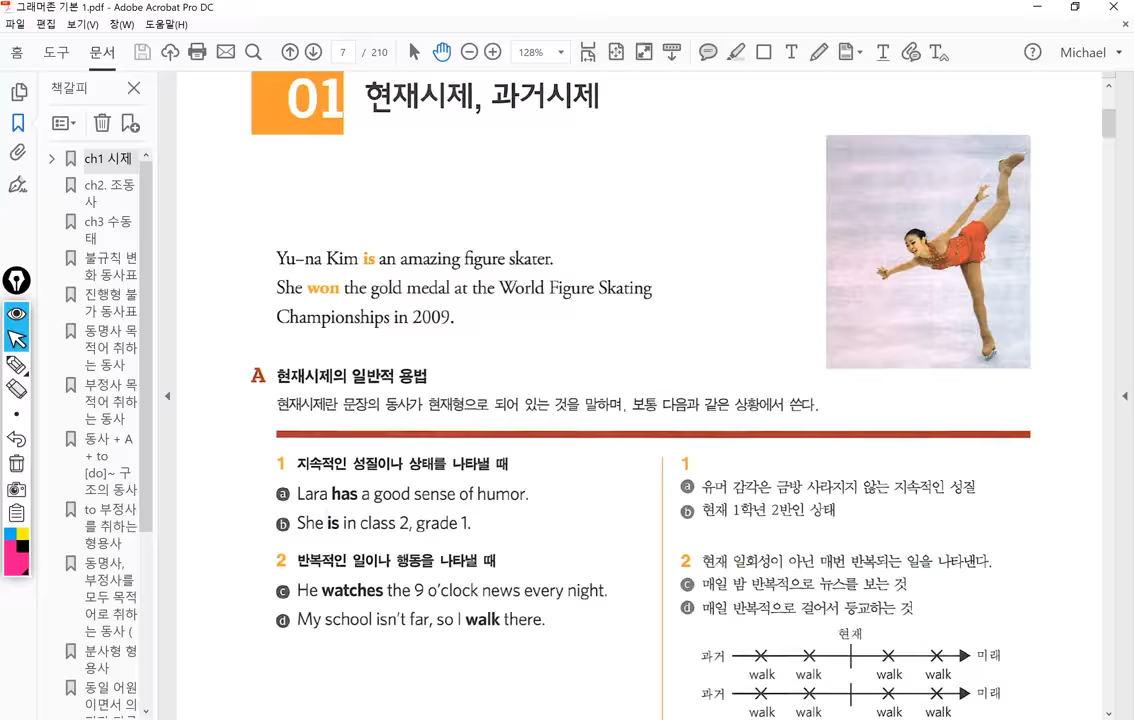 그래머존 기본 1.pdf - Adobe Acrobat Pro DC
파일 편집 보기(V) 창(W) 도움말(H)
홈 도구 문서 7 / 210 128% Michael
책갈피
ch1 시제
ch2. 조동
사
ch3 수동
태
불규칙 변
화 동사표
진행형 불
가 동사표
동명사 목
적어 취하
는 동사
부정사 목
적어 취하
는 동사
동사 + A
+ to
[do]~ 구
조의 동사
to 부정사
를 취하는
형용사
동명사,
부정사를
모두 목적
어로 취하
는 동사 (
분사형 형
용사
동일 어원
이면서 의
01 현재시제, 과거시제
Yu–na Kim is an amazing figure skater.
She won the gold medal at the World Figure Skating
Championships in 2009.
A 현재시제의 일반적 용법
현재시제란 문장의 동사가 현재형으로 되어 있는 것을 말하며, 보통 다음과 같은 상황에서 쓴다.
1 지속적인 성질이나 상태를 나타낼 때
a Lara has a good sense of humor.
b She is in class 2, grade 1.
2 반복적인 일이나 행동을 나타낼 때
c He watches the 9 o'clock news every night.
d My school isn't far, so I walk there.
1
a 유머 감각은 금방 사라지지 않는 지속적인 성질
b 현재 1학년 2반인 상태
2 현재 일회성이 아닌 매번 반복되는 일을 나타낸다.
c 매일 밤 반복적으로 뉴스를 보는 것
d 매일 반복적으로 걸어서 등교하는 것
현재
과거 미래
walk walk walk walk
과거 미래
walk walk walk walk